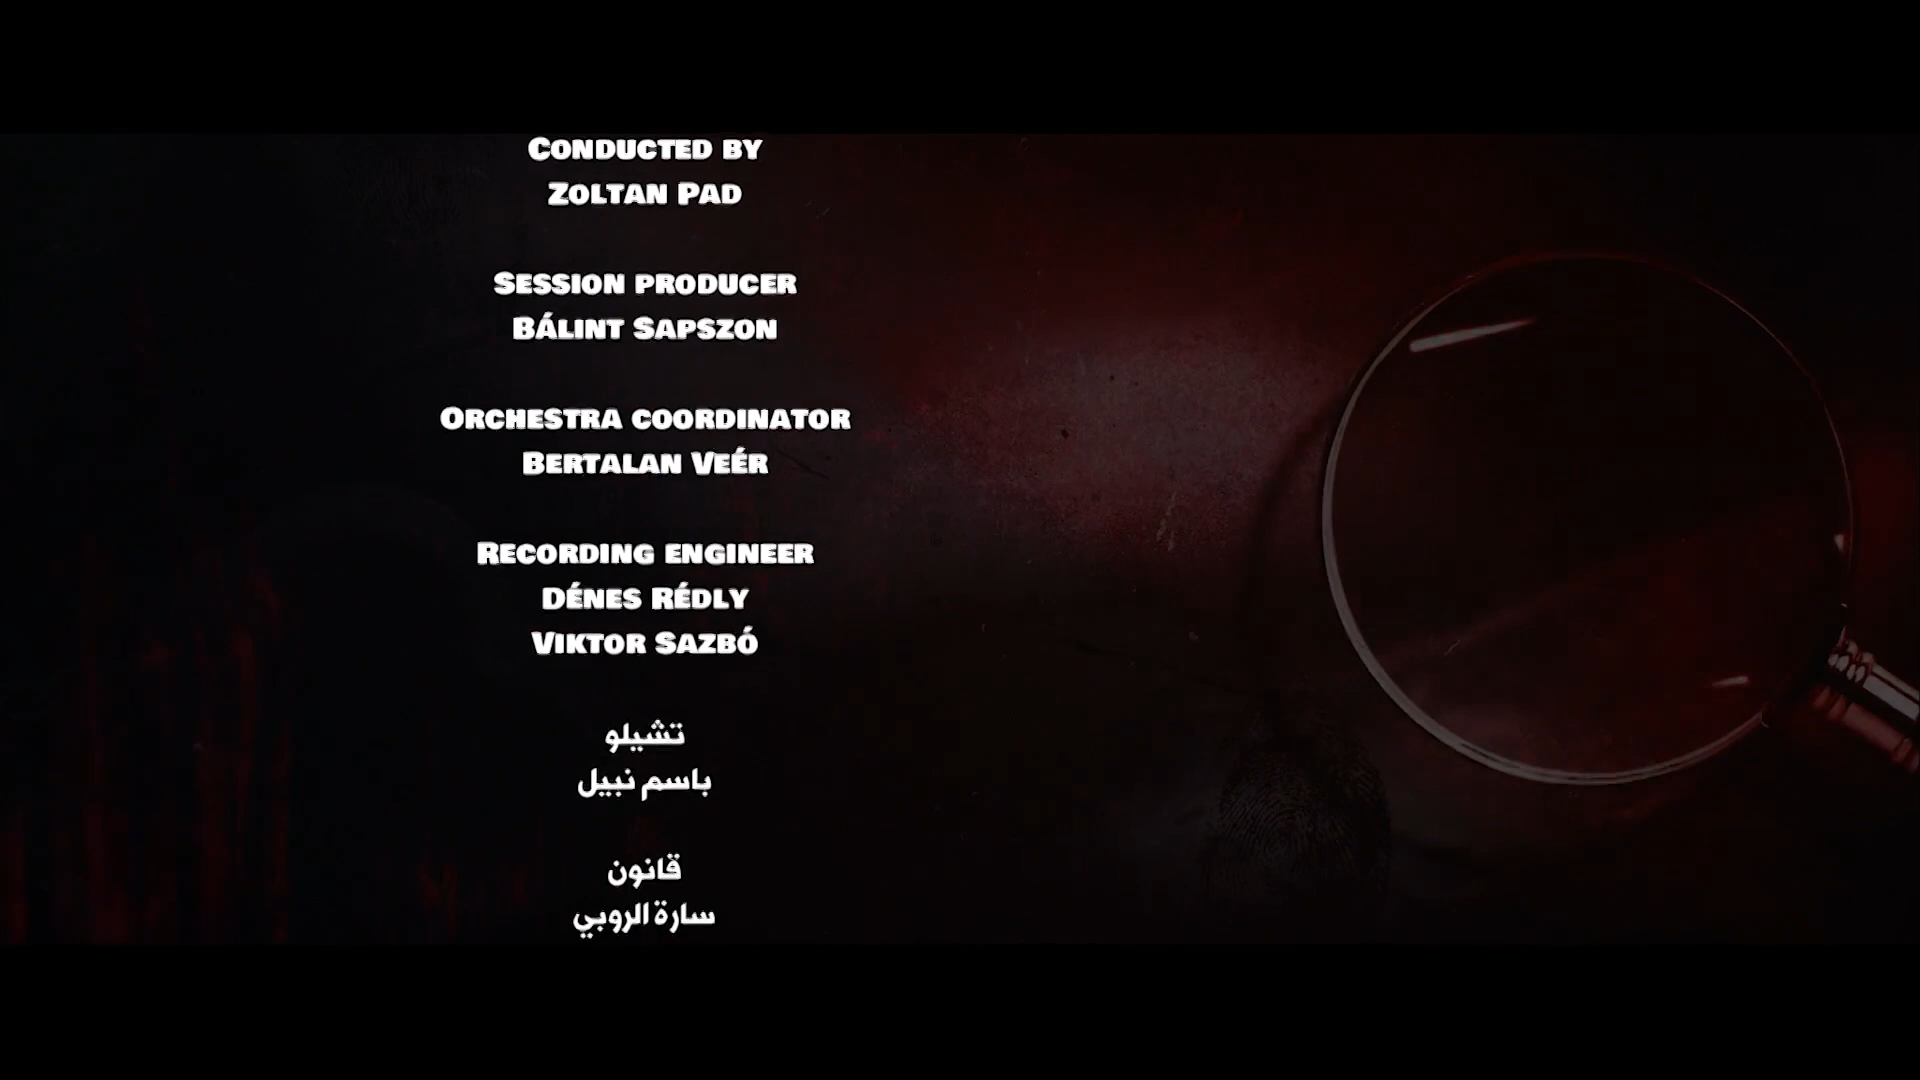 Conducted by
Zoltan Pad
Session producer
Bálint Sapszon
Orchestra coordinator
Bertalan Veér
Recording engineer
Dénes Rédly
Viktor Sazbó
تشيلو
باسم نبيل
قانون
سارة الروبي